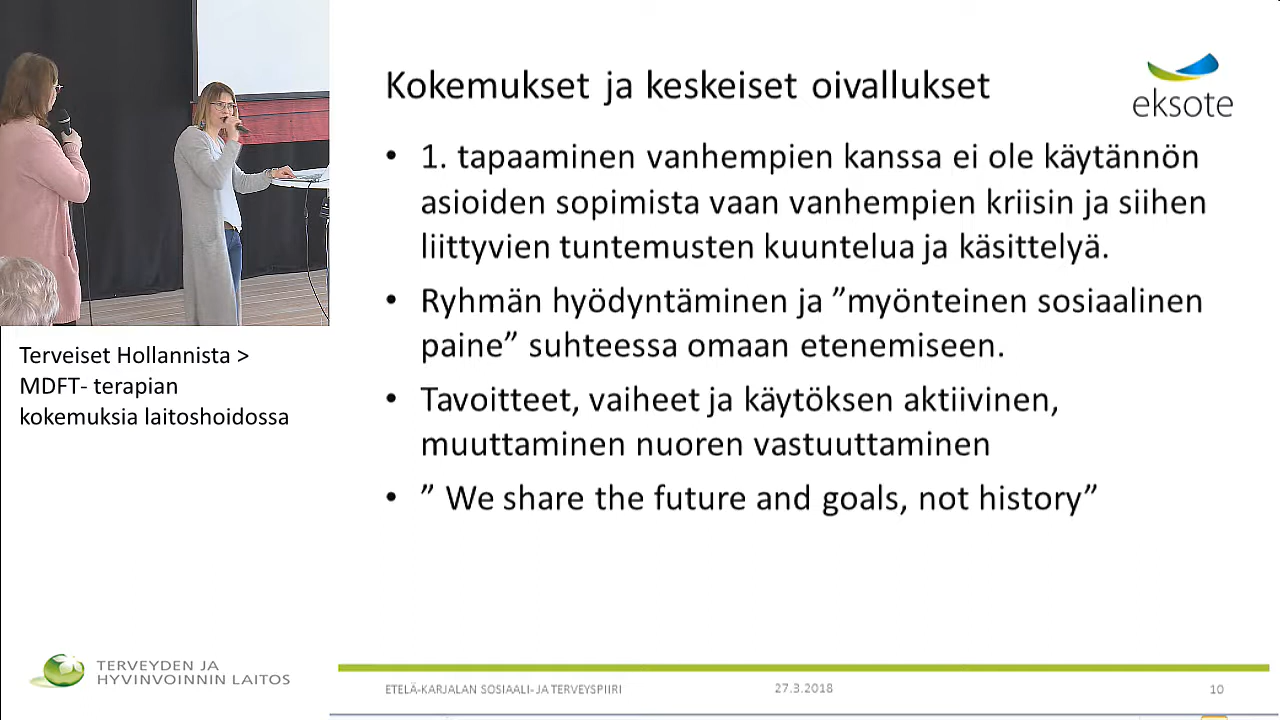 Kokemukset ja keskeiset oivallukset
eksote
• 1. tapaaminen vanhempien kanssa ei ole käytännön
asioiden sopimista vaan vanhempien kriisin ja siihen
liittyvien tuntemusten kuuntelua ja käsittelyä.
• Ryhmän hyödyntäminen ja ”myönteinen sosiaalinen
paine” suhteessa omaan etenemiseen.
• Tavoitteet, vaiheet ja käytöksen aktiivinen,
muuttaminen nuoren vastuuttaminen
• ” We share the future and goals, not history”
Terveiset Hollannista >
MDFT- terapian
kokemuksia laitoshoidossa
TERVEYDEN JA
HYVINVOINNIN LAITOS
ETELÄ-KARJALAN SOSIAALI- JA TERVEYSPIIRI
27.3.2018
10